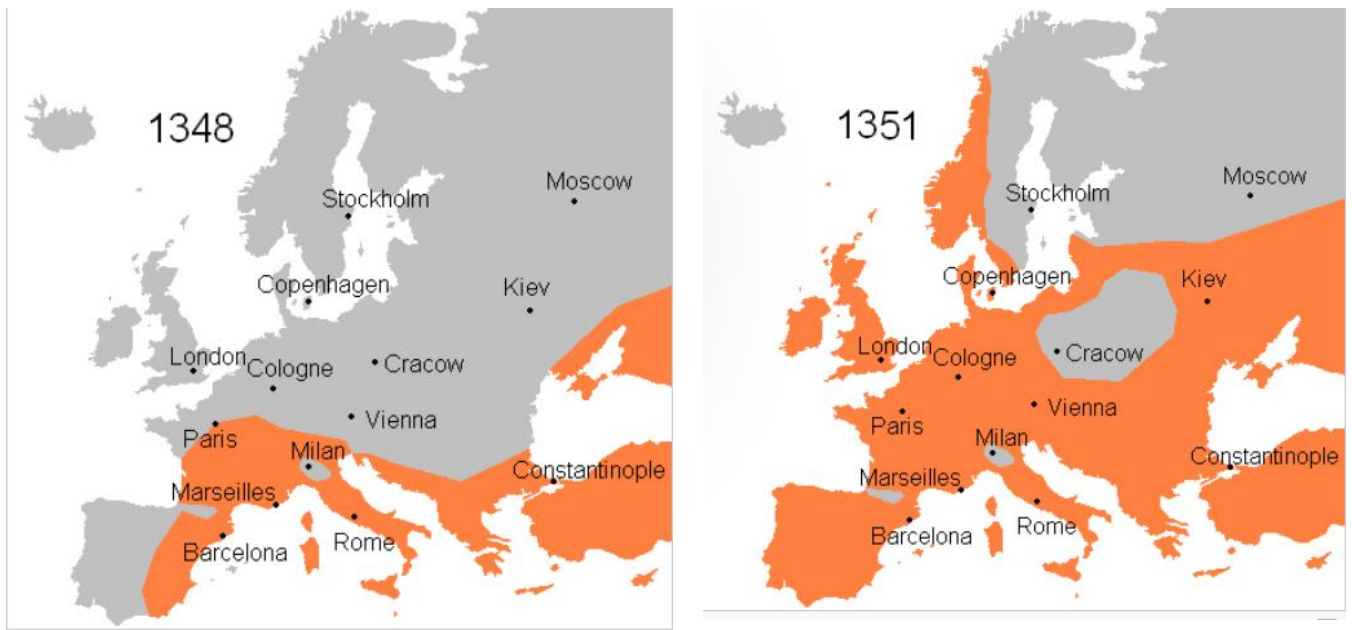 1348
Moscow
Stockholm
Copenhagen
Kiev
London
Cologne
Cracow
Vienna
Paris
Milan
Constantinople
Marseilles
Rome
Barcelona
1351
Moscow
Stockholm
Copenhagen
Kiev
London
Cologne
Cracow
Vienna
Paris
Milan
Constantinople
Marseilles
Rome
Barcelona